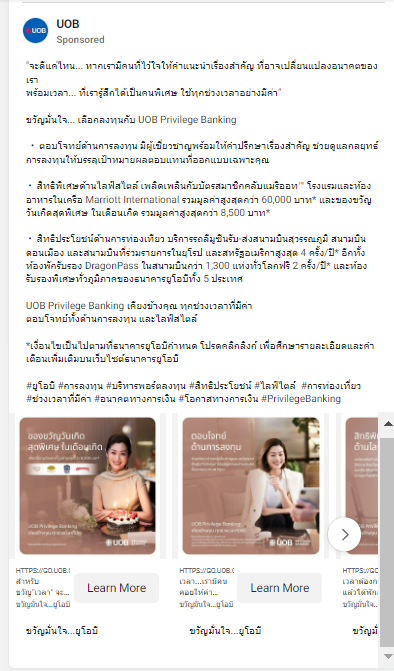 UOB
UOB
Sponsored
"จะดีแค่ไหน... หากเรามีคนที่ไว้ใจให้คำแนะนำเรื่องสำคัญ ที่อาจเปลี่ยนแปลงอนาคตของ
เรา
พร้อมเวลา... ที่เรารู้สึกได้เป็นคนพิเศษ ใช้ทุกช่วงเวลาอย่างมีค่า"
ขวัญมั่นใจ... เลือกลงทุนกับ UOB Privilege Banking
• ตอบโจทย์ด้านการลงทุน มีผู้เชี่ยวชาญพร้อมให้คำปรึกษาเรื่องสำคัญ ช่วยดูแลกลยุทธ์
การลงทุนให้บรรลุเป้าหมายผลตอบแทนที่ออกแบบเฉพาะคุณ
• สิทธิพิเศษด้านไลฟ์สไตล์ เพลิดเพลินกับบัตรสมาชิกคลับแมริออท™ โรงแรมและห้อง
อาหารในเครือ Marriott International รวมมูลค่าสูงสุดกว่า 60,000 บาท* และของขวัญ
วันเกิดสุดพิเศษ ในเดือนเกิด รวมมูลค่าสูงสุดกว่า 8,500 บาท*
• สิทธิประโยชน์ด้านการท่องเที่ยว บริการรถลีมูซีนรับ-ส่งสนามบินสุวรรณภูมิ สนามบิน
ดอนเมือง และสนามบินที่ร่วมรายการในยุโรป และสหรัฐอเมริกาสูงสุด 4 ครั้ง/ปี* อีกทั้ง
ห้องพักรับรอง DragonPass ในสนามบินกว่า 1,300 แห่งทั่วโลกฟรี 2 ครั้ง/ปี* และห้อง
รับรองพิเศษทั่วภูมิภาคของธนาคารยูโอบีทั้ง 5 ประเทศ
UOB Privilege Banking เคียงข้างคุณ ทุกช่วงเวลาที่มีค่า
ตอบโจทย์ทั้งด้านการลงทุน และไลฟ์สไตล์
*เงื่อนไขเป็นไปตามที่ธนาคารยูโอบีกำหนด โปรดคลิกลิงก์ เพื่อศึกษารายละเอียดและคำ
เตือนเพิ่มเติมบนเว็บไซต์ธนาคารยูโอบี
#ยูโอบี #การลงทุน #บริหารพอร์ตลงทุน #สิทธิประโยชน์ #ไลฟ์ไตล์ #การท่องเที่ยว
#ช่วงเวลาที่มีค่า #อนาคตทางการเงิน #โอกาสทางการเงิน #PrivilegeBanking
ของขวัญวันเกิด
สุดพิเศษ ในเดือนเกิด
UOB Privilege Banking
UOB
ตอบโจทย์
ด้านการลงทุน
UOB Privilege Banking
UOB
สิทธิพิเ
ด้านไล
UOB Pri
HTTPS://GO.UOB.C
สำหรับ
ขวัญ"เวลา" จะ...
ขวัญมั่นใจ...ยูโอบี
Learn More
HTTPS://GO.UOB.C
เวลา...เรามีคน
คอยให้คำ...
ขวัญมั่นใจ...ยูโอบี
Learn More
HTTPS:/
เวลาต้องก
แล้วได้พัก
ขวัญมั่นใจ
ขวัญมั่นใจ...ยูโอบี
ขวัญมั่นใจ...ยูโอบี
ขวัญมั่